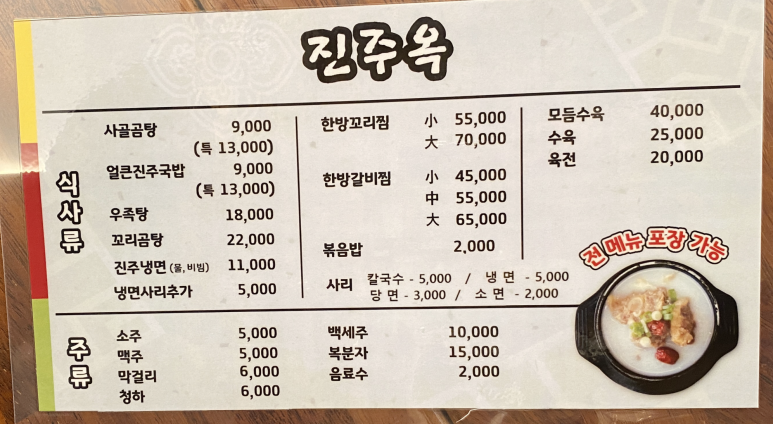 진주옥
식사류
사골곰탕 9,000
(특 13,000)
얼큰진주국밥 9,000
(특 13,000)
우족탕 18,000
꼬리곰탕 22,000
진주냉면 (물, 비빔) 11,000
냉면사리추가 5,000
한방꼬리찜 小 55,000
大 70,000
한방갈비찜 小 45,000
中 55,000
大 65,000
볶음밥 2,000
사리 칼국수 - 5,000 / 냉 면 - 5,000
당 면 - 3,000 / 소 면 - 2,000
모듬수육 40,000
수육 25,000
육전 20,000
전 메뉴 포장 가능
주류
소주 5,000
맥주 5,000
막걸리 6,000
청하 6,000
백세주 10,000
복분자 15,000
음료수 2,000